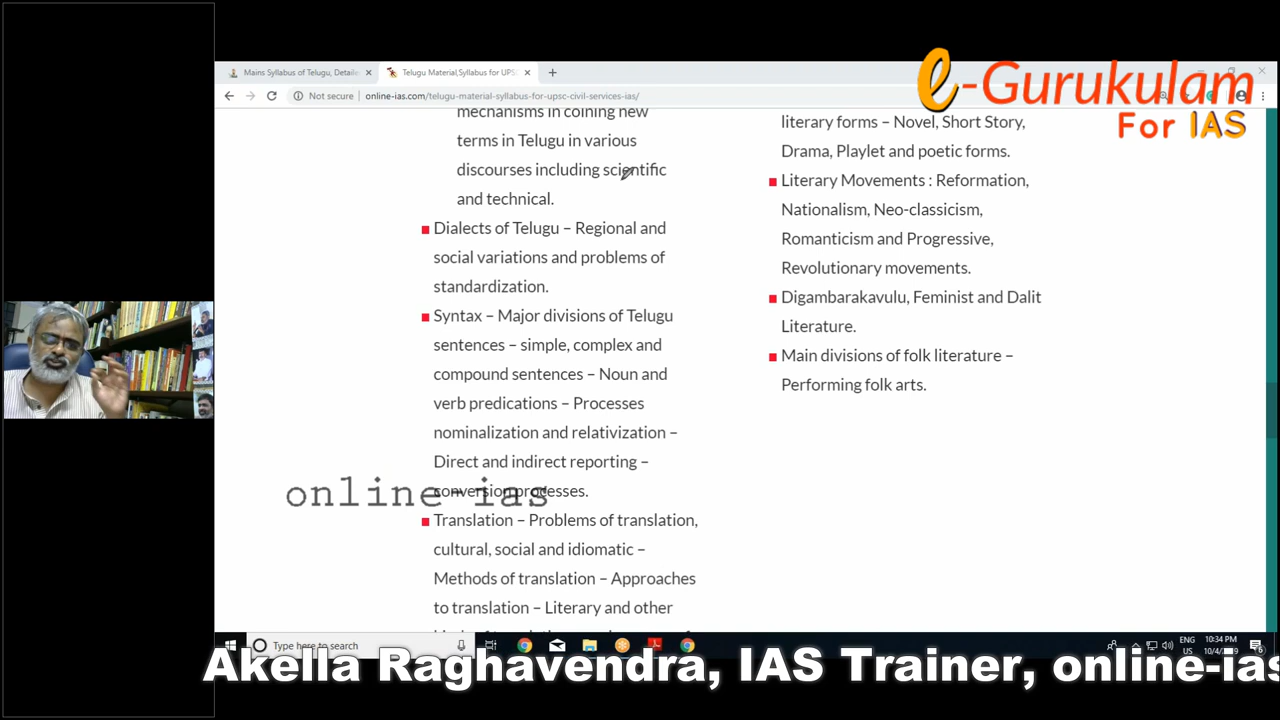 e-Gurukulam
For IAS
Mains Syllabus of Telugu, Detaile
Telugu Material,Syllabus for UPS
Not secure
online-ias.com/telugu-material-syllabus-for-upsc-civil-services-ias/
mechanisms in coining new
terms in Telugu in various
discourses including scientific
and technical.
Dialects of Telugu – Regional and
social variations and problems of
standardization.
Syntax – Major divisions of Telugu
sentences – simple, complex and
compound sentences – Noun and
verb predications – Processes
nominalization and relativization –
Direct and indirect reporting –
conversion processes.
Translation – Problems of translation,
cultural, social and idiomatic –
Methods of translation – Approaches
to translation – Literary and other
literary forms – Novel, Short Story,
Drama, Playlet and poetic forms.
Literary Movements : Reformation,
Nationalism, Neo-classicism,
Romanticism and Progressive,
Revolutionary movements.
Digambarakavulu, Feminist and Dalit
Literature.
Main divisions of folk literature –
Performing folk arts.
online-ias
Type here to search
ENG
US
10:34 PM
Akella Raghavendra, IAS Trainer, online-ias